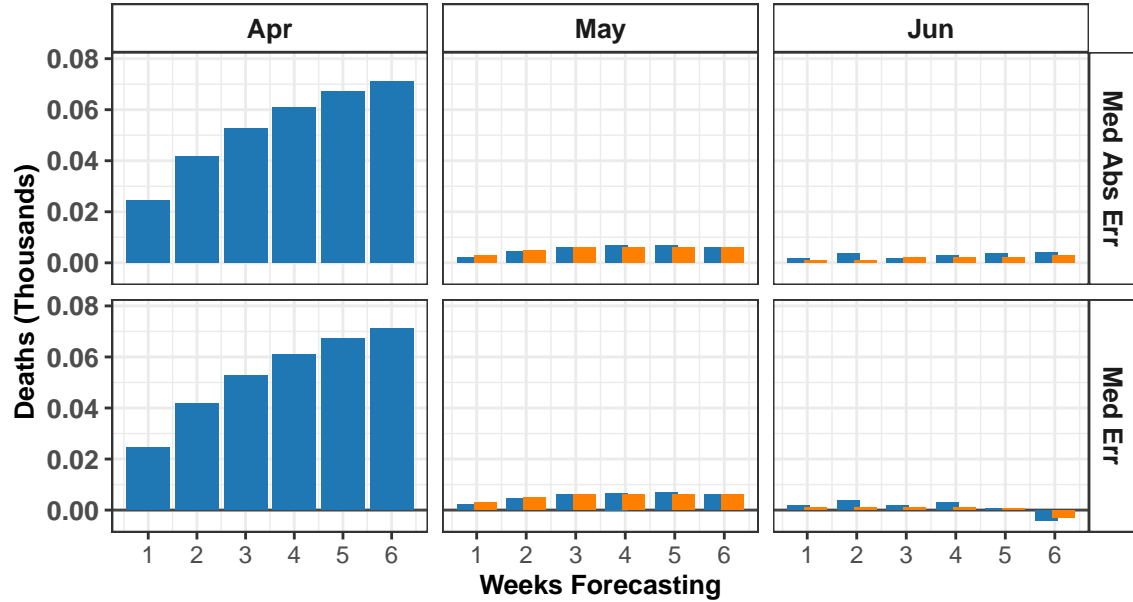 Apr May Jun
0.08
0.06
0.04
0.02
0.00
Med Abs Err
0.08
0.06
0.04
0.02
0.00
Med Err
Deaths (Thousands)
1 2 3 4 5 6 1 2 3 4 5 6 1 2 3 4 5 6
Weeks Forecasting